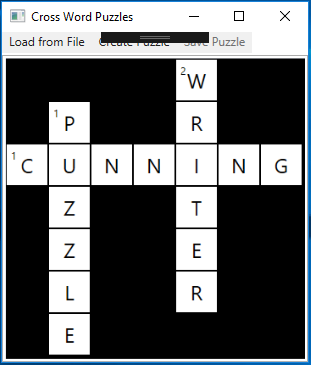 Cross Word Puzzles
Load from File Create Puzzle Save Puzzle
2 W
1 P R
1 C U N N I N G
Z T
Z E
L R
E